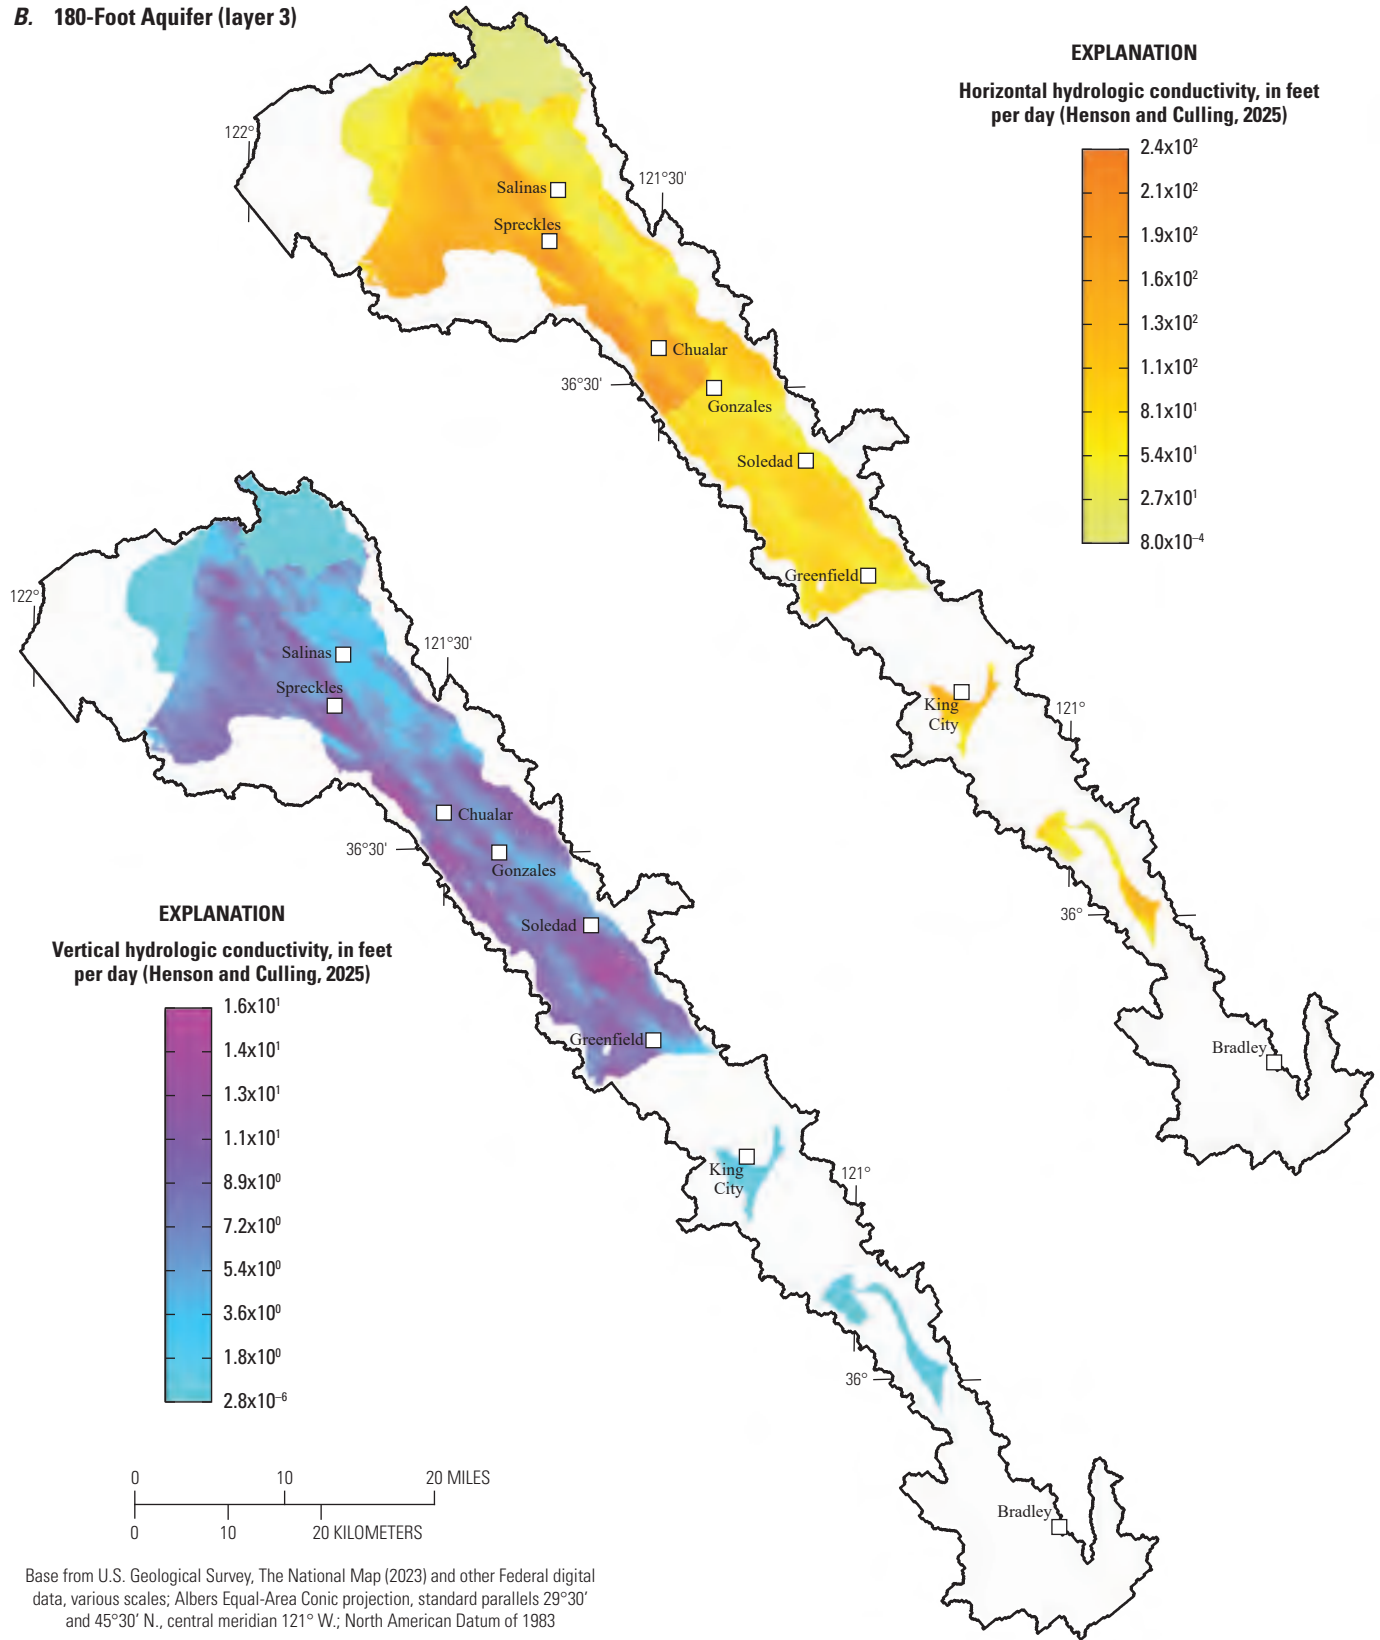 B. 180-Foot Aquifer (layer 3)
EXPLANATION
Horizontal hydrologic conductivity, in feet
per day (Henson and Culling, 2025)
2.4x10²
2.1x10²
1.9x10²
1.6x10²
1.3x10²
1.1x10²
8.1x10¹
5.4x10¹
2.7x10¹
8.0x10⁻⁴
122°
121°30'
Salinas
Spreckles
Chualar
36°30'
Gonzales
Soledad
Greenfield
King
City
121°
36°
Bradley
122°
121°30'
Salinas
Spreckles
Chualar
36°30'
Gonzales
Soledad
Greenfield
King
City
121°
36°
Bradley
EXPLANATION
Vertical hydrologic conductivity, in feet
per day (Henson and Culling, 2025)
1.6x10¹
1.4x10¹
1.3x10¹
1.1x10¹
8.9x10⁰
7.2x10⁰
5.4x10⁰
3.6x10⁰
1.8x10⁰
2.8x10⁻⁶
0 10 20 MILES
0 10 20 KILOMETERS
Base from U.S. Geological Survey, The National Map (2023) and other Federal digital
data, various scales; Albers Equal-Area Conic projection, standard parallels 29°30′
and 45°30′ N., central meridian 121° W.; North American Datum of 1983